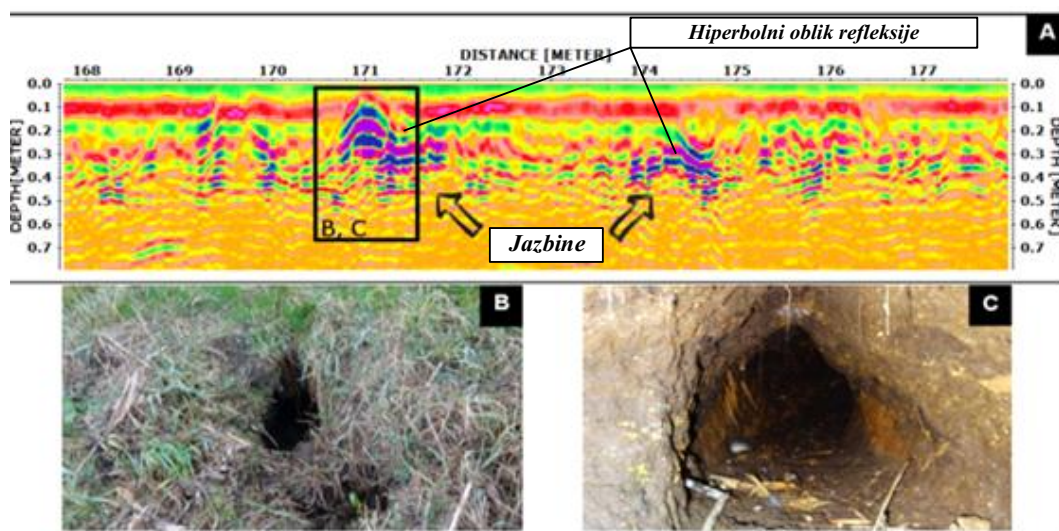 Hiperbolni oblik refleksije
A
DISTANCE [METER]
168 169 170 171 172 173 174 175 176 177
0.0 0.0
0.1 0.1
0.2 0.2
0.3 0.3
0.4 0.4
0.5 0.5
0.6 0.6
0.7 0.7
DEPTH[METER]
B, C
Jazbine
B
C